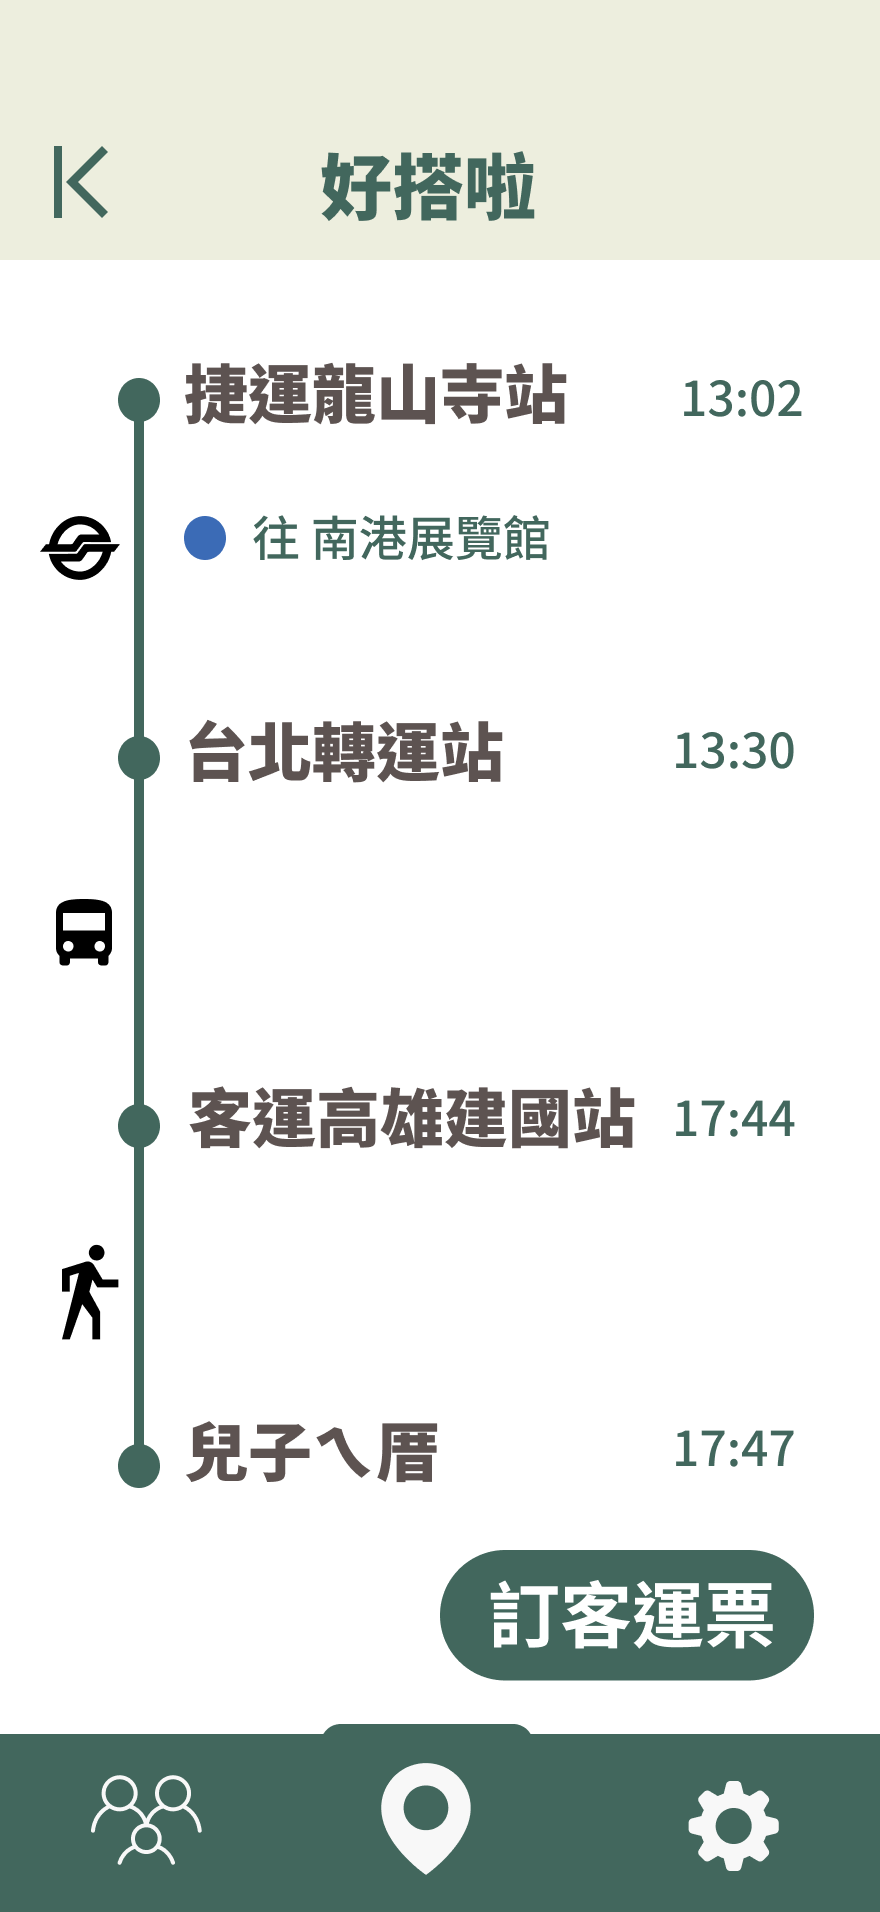 好搭啦
捷運龍山寺站 13:02
往 南港展覽館
台北轉運站 13:30
客運高雄建國站 17:44
兒子ㄟ厝 17:47
訂客運票